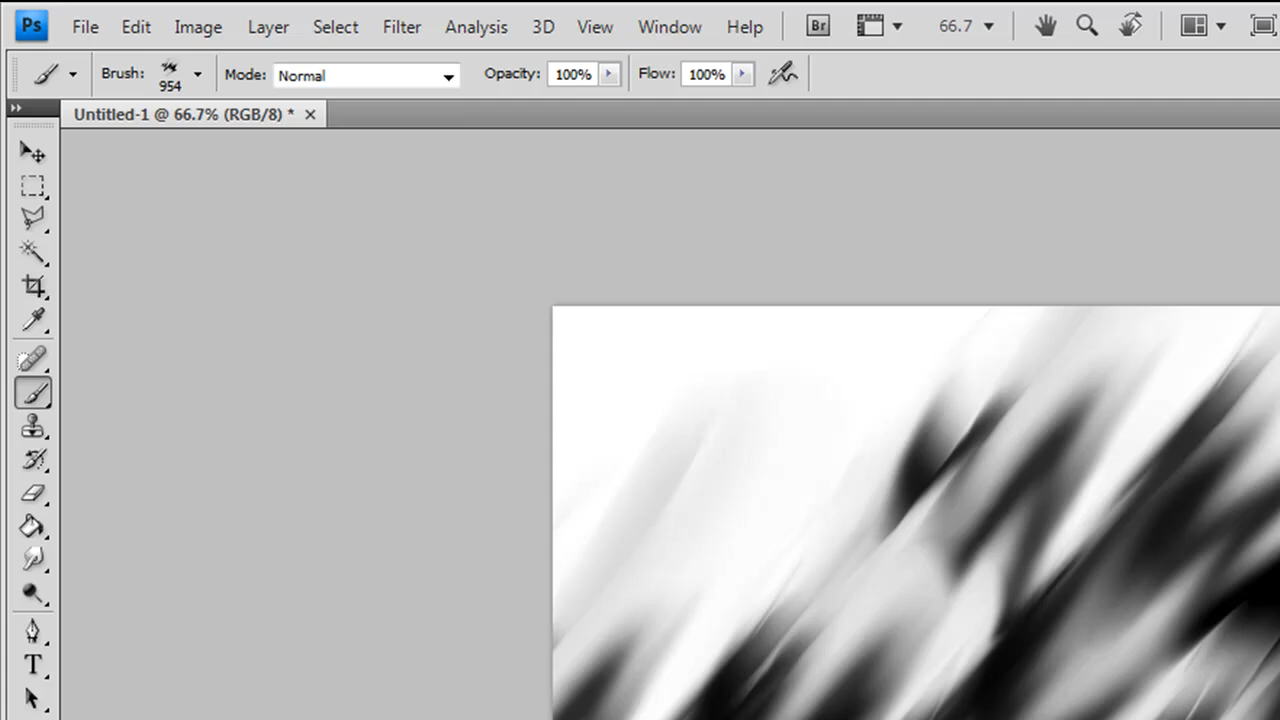 Ps File Edit Image Layer Select Filter Analysis 3D View Window Help Br 66.7
Brush: 954 Mode: Normal Opacity: 100% Flow: 100%
Untitled-1 @ 66.7% (RGB/8) *
T